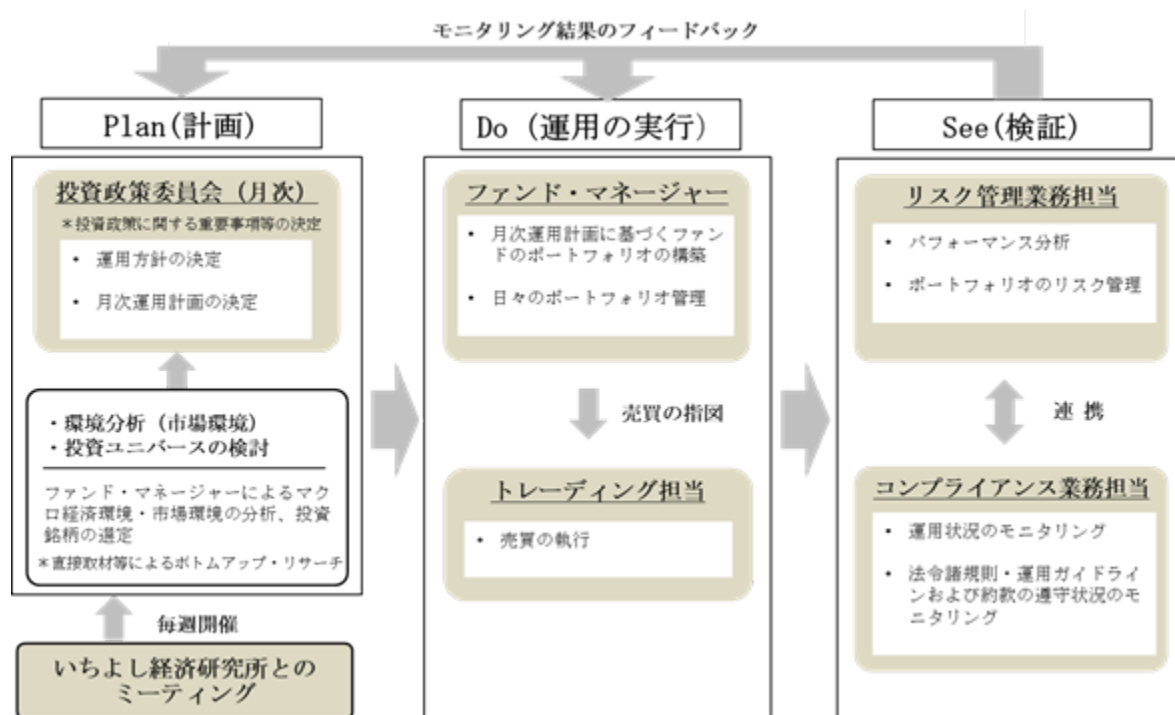 モニタリング結果のフィードバック
Plan(計画)
投資政策委員会（月次）
＊投資政策に関する重要事項等の決定
・ 運用方針の決定
・ 月次運用計画の決定
・環境分析（市場環境）
・投資ユニバースの検討
ファンド・マネージャーによるマク
ロ経済環境・市場環境の分析、投資
銘柄の選定
＊直接取材等によるボトムアップ・リサーチ
毎週開催
いちよし経済研究所との
ミーティング
Do（運用の実行）
ファンド・マネージャー
・ 月次運用計画に基づくファン
ドのポートフォリオの構築
・ 日々のポートフォリオ管理
売買の指図
トレーディング担当
・ 売買の執行
See(検証)
リスク管理業務担当
・ パフォーマンス分析
・ ポートフォリオのリスク管理
連 携
コンプライアンス業務担当
・ 運用状況のモニタリング
・ 法令諸規則・運用ガイドライ
ンおよび約款の遵守状況のモ
ニタリング